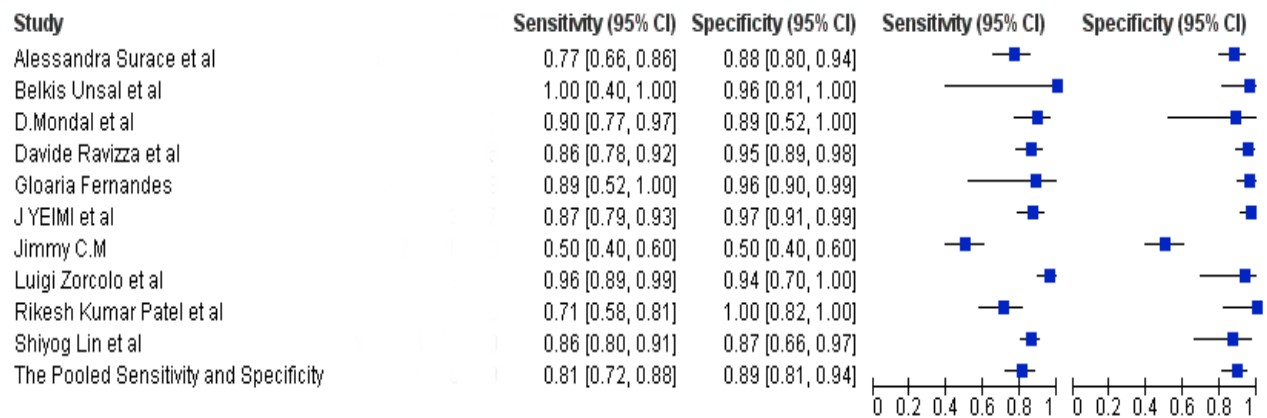 Study Sensitivity (95% CI) Specificity (95% CI) Sensitivity (95% CI) Specificity (95% CI)
Alessandra Surace et al 0.77 [0.66, 0.86] 0.88 [0.80, 0.94]
Belkis Unsal et al 1.00 [0.40, 1.00] 0.96 [0.81, 1.00]
D.Mondal et al 0.90 [0.77, 0.97] 0.89 [0.52, 1.00]
Davide Ravizza et al 0.86 [0.78, 0.92] 0.95 [0.89, 0.98]
Gloaria Fernandes 0.89 [0.52, 1.00] 0.96 [0.90, 0.99]
J YEIMI et al 0.87 [0.79, 0.93] 0.97 [0.91, 0.99]
Jimmy C.M 0.50 [0.40, 0.60] 0.50 [0.40, 0.60]
Luigi Zorcolo et al 0.96 [0.89, 0.99] 0.94 [0.70, 1.00]
Rikesh Kumar Patel et al 0.71 [0.58, 0.81] 1.00 [0.82, 1.00]
Shiyog Lin et al 0.86 [0.80, 0.91] 0.87 [0.66, 0.97]
The Pooled Sensitivity and Specificity 0.81 [0.72, 0.88] 0.89 [0.81, 0.94]
0 0.2 0.4 0.6 0.8 1 0 0.2 0.4 0.6 0.8 1